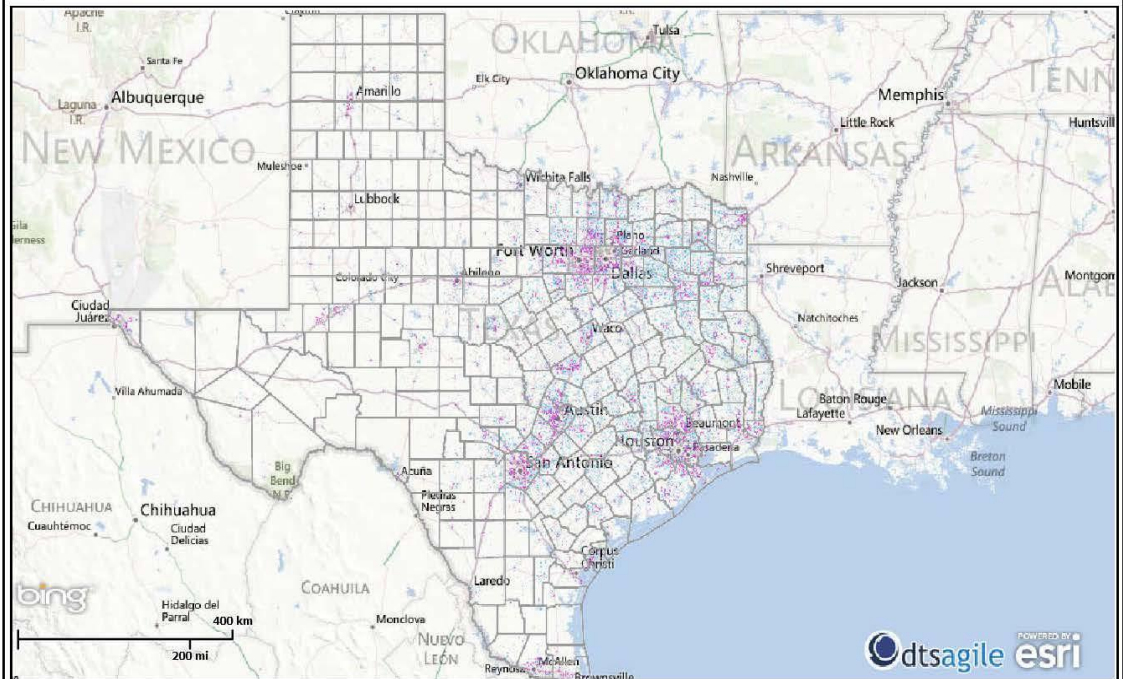 Apache
I.R.
Tulsa
OKLAHOMA
Santa Fe
Elk City
Oklahoma City
Amarillo
Laguna
I.R.
Albuquerque
Memphis
TENN
Little Rock
Huntsvill
NEW MEXICO
ARKANSAS
Muleshoe
Wichita Falls
Nashville
Lubbock
Gila
Plano
Fort Worth
Garland
Dallas
Shreveport
Colorado City
Abilene
Jackson
Montgom
ALAB
Ciudad
Juárez
Natchitoches
Waco
MISSISSIPPI
Villa Ahumada
LOUISIANA
Mobile
Baton Rouge
Lafayette
Austin
Mississippi
Sound
Beaumont
New Orleans
Houston
Pasadena
San Antonio
Breton
Sound
Big
Bend
N.P.
Acuña
Piedras
Negras
CHIHUAHUA
Chihuahua
Cuauhtémoc
Ciudad
Delicias
Corpus
Christi
COAHUILA
Laredo
bing
Hidalgo del
Parral
400 km
Monclova
200 mi
NUEVO
LEÓN
McAllen
Brownsville
dtsagile
POWERED BY
esri